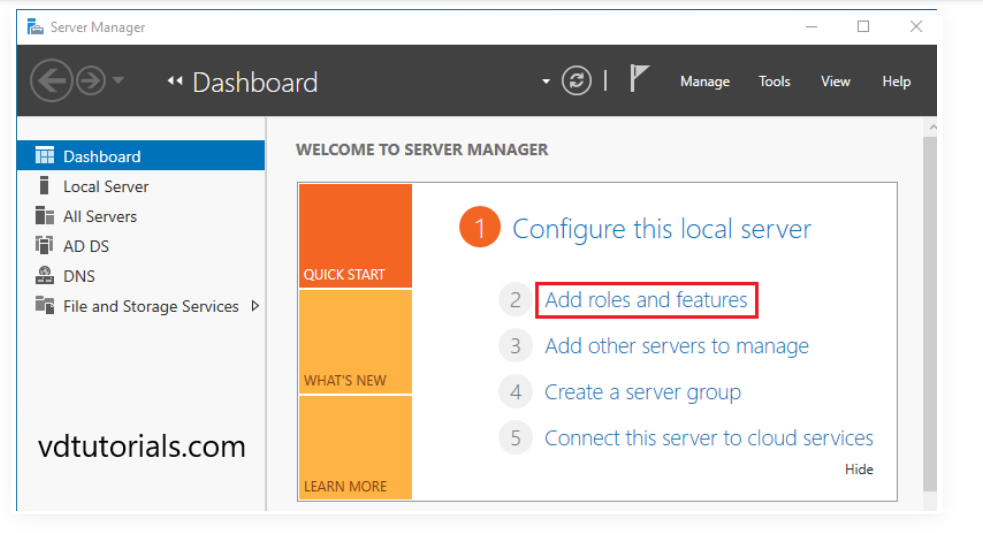 Server Manager
Dashboard
Manage Tools View Help
Dashboard
Local Server
All Servers
AD DS
DNS
File and Storage Services
vdtutorials.com
WELCOME TO SERVER MANAGER
QUICK START
WHAT'S NEW
LEARN MORE
1 Configure this local server
2 Add roles and features
3 Add other servers to manage
4 Create a server group
5 Connect this server to cloud services
Hide